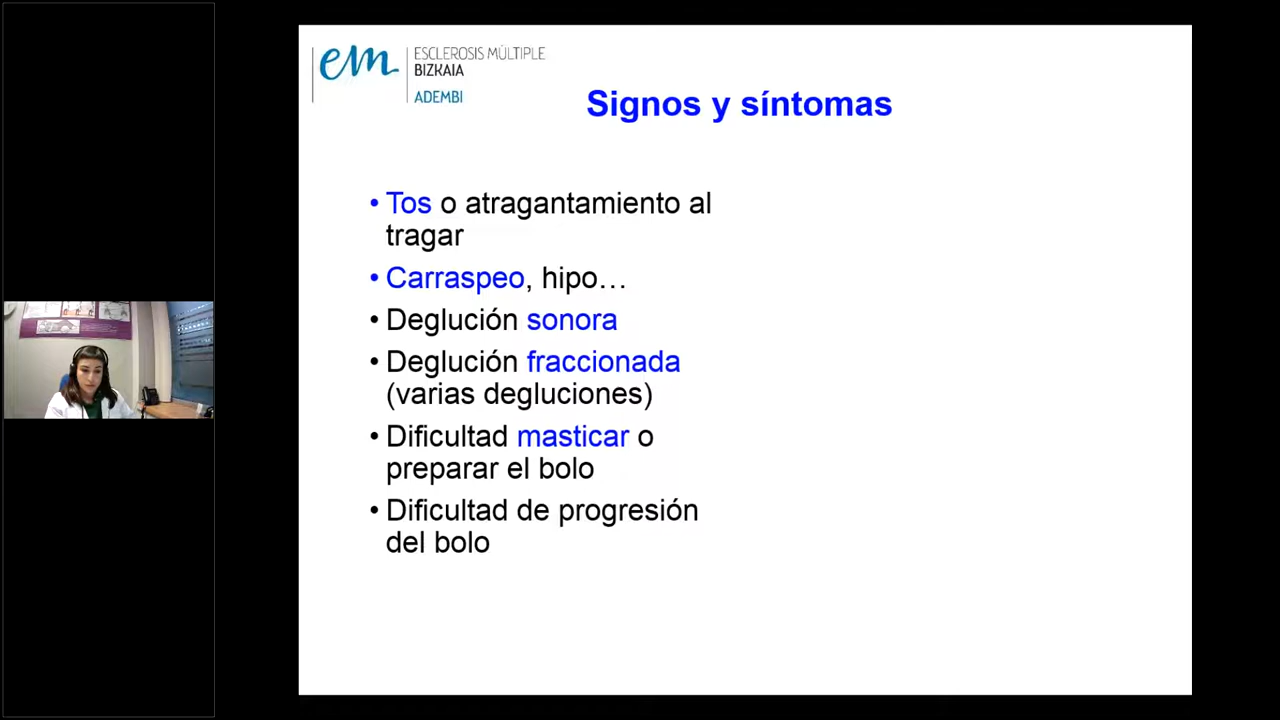 em
ESCLEROSIS MÚLTIPLE
BIZKAIA
ADEMBI
Signos y síntomas
• Tos o atragantamiento al
tragar
• Carraspeo, hipo…
• Deglución sonora
• Deglución fraccionada
(varias degluciones)
• Dificultad masticar o
preparar el bolo
• Dificultad de progresión
del bolo